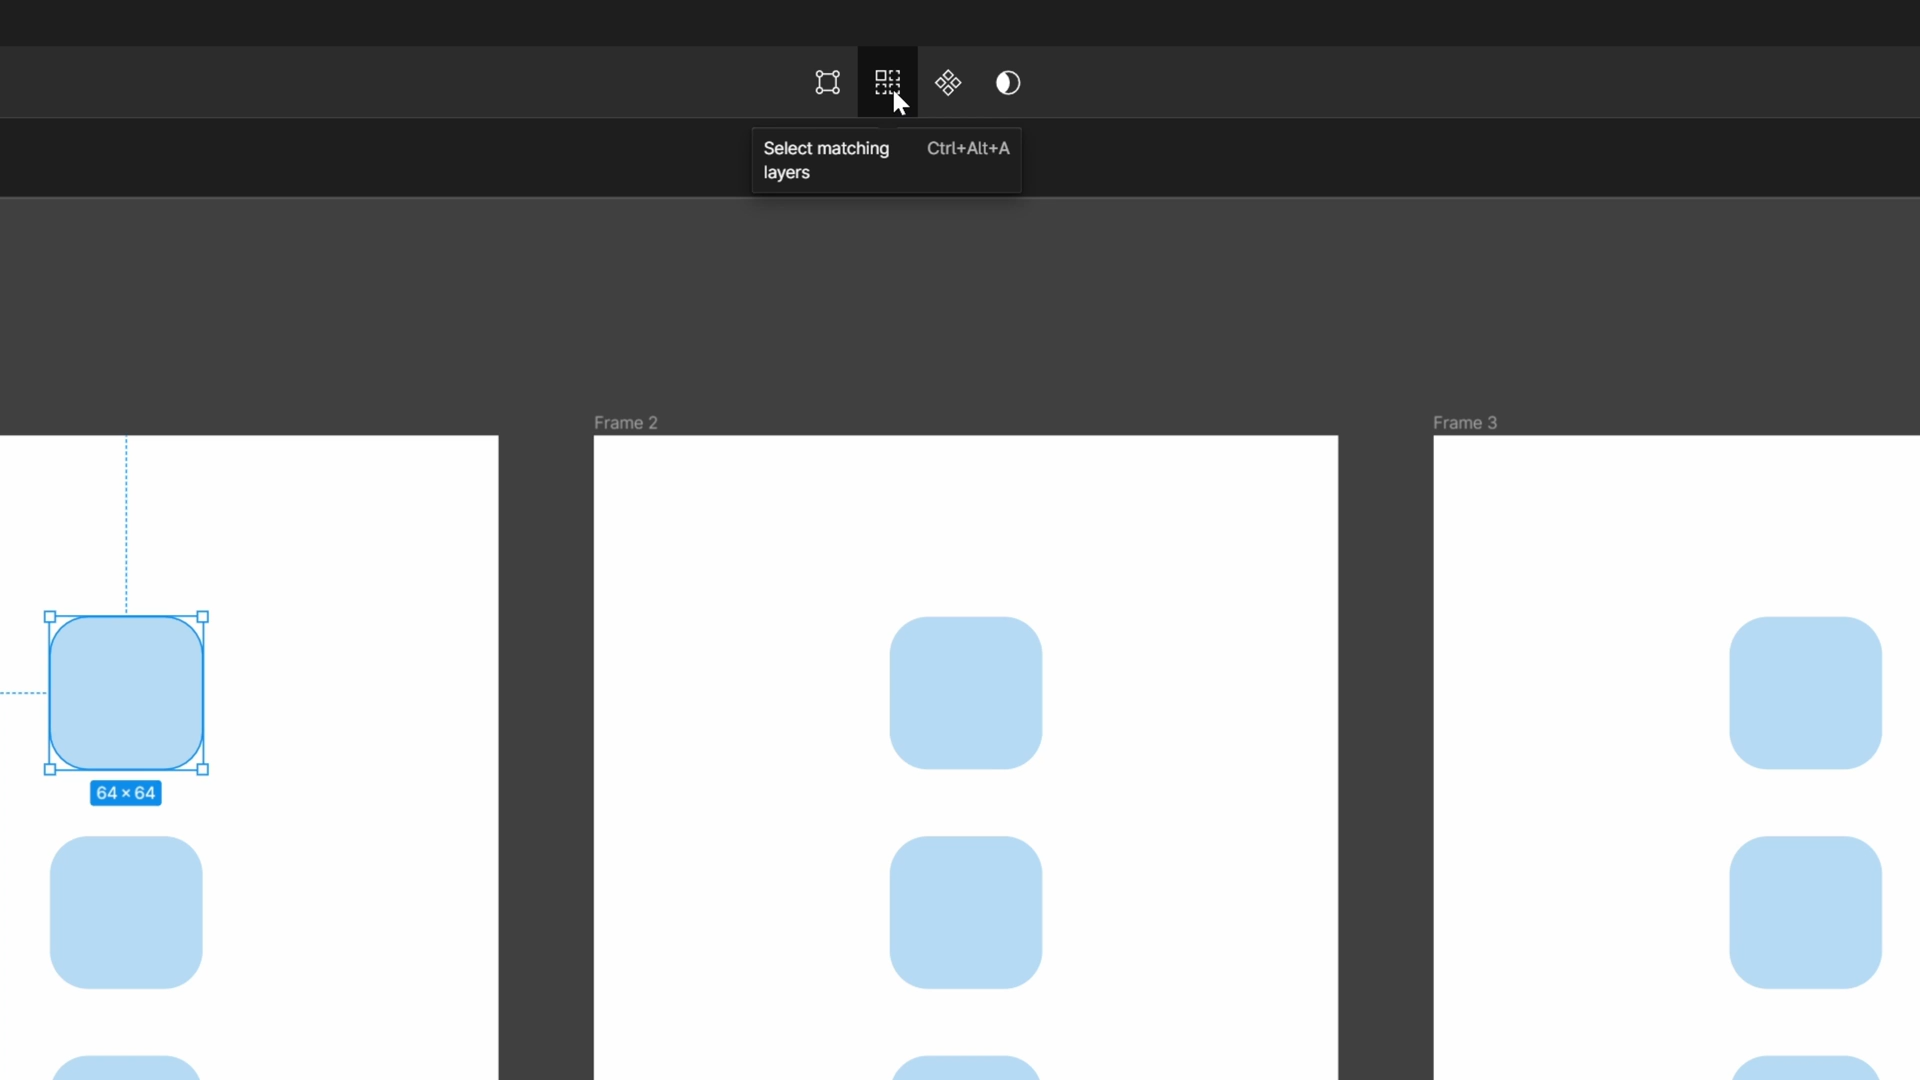 Select matching Ctrl+Alt+A
layers
Frame 2
Frame 3
64 × 64